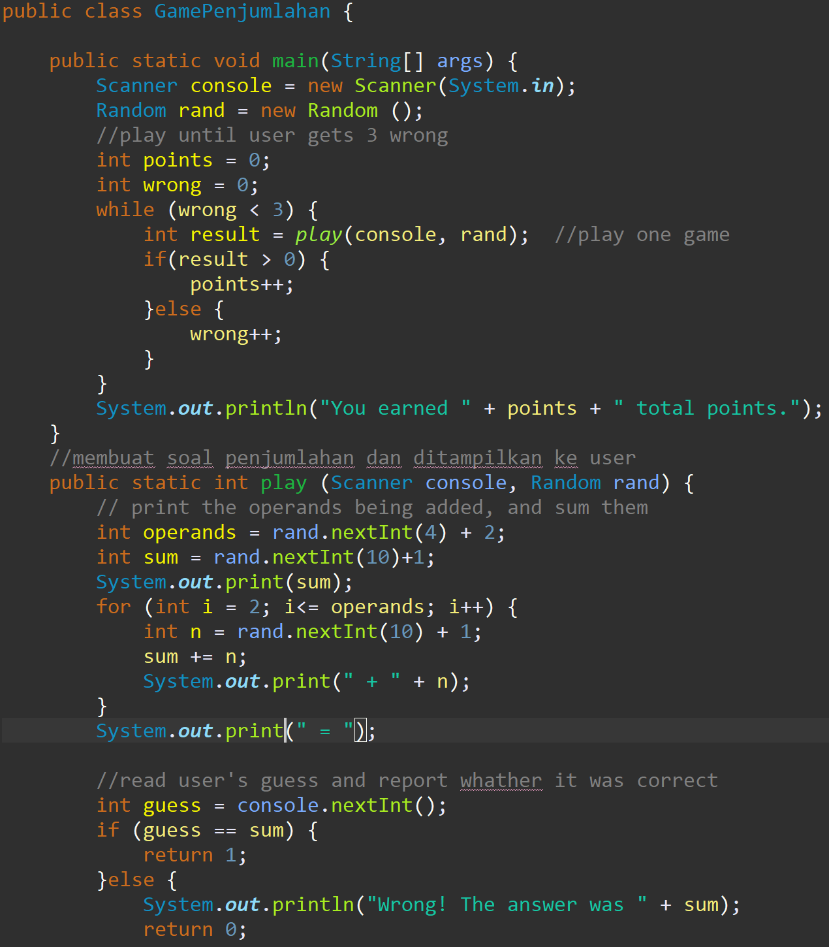 public class GamePenjumlahan {
public static void main(String[] args) {
Scanner console = new Scanner(System.in);
Random rand = new Random ();
//play until user gets 3 wrong
int points = 0;
int wrong = 0;
while (wrong < 3) {
int result = play(console, rand);  //play one game
if(result > 0) {
points++;
}else {
wrong++;
}
}
System.out.println("You earned " + points + " total points.");
}
//membuat soal penjumlahan dan ditampilkan ke user
public static int play (Scanner console, Random rand) {
// print the operands being added, and sum them
int operands = rand.nextInt(4) + 2;
int sum = rand.nextInt(10)+1;
System.out.print(sum);
for (int i = 2; i<= operands; i++) {
int n = rand.nextInt(10) + 1;
sum += n;
System.out.print(" + " + n);
}
System.out.print(" = ");
//read user's guess and report whather it was correct
int guess = console.nextInt();
if (guess == sum) {
return 1;
}else {
System.out.println("Wrong! The answer was " + sum);
return 0;